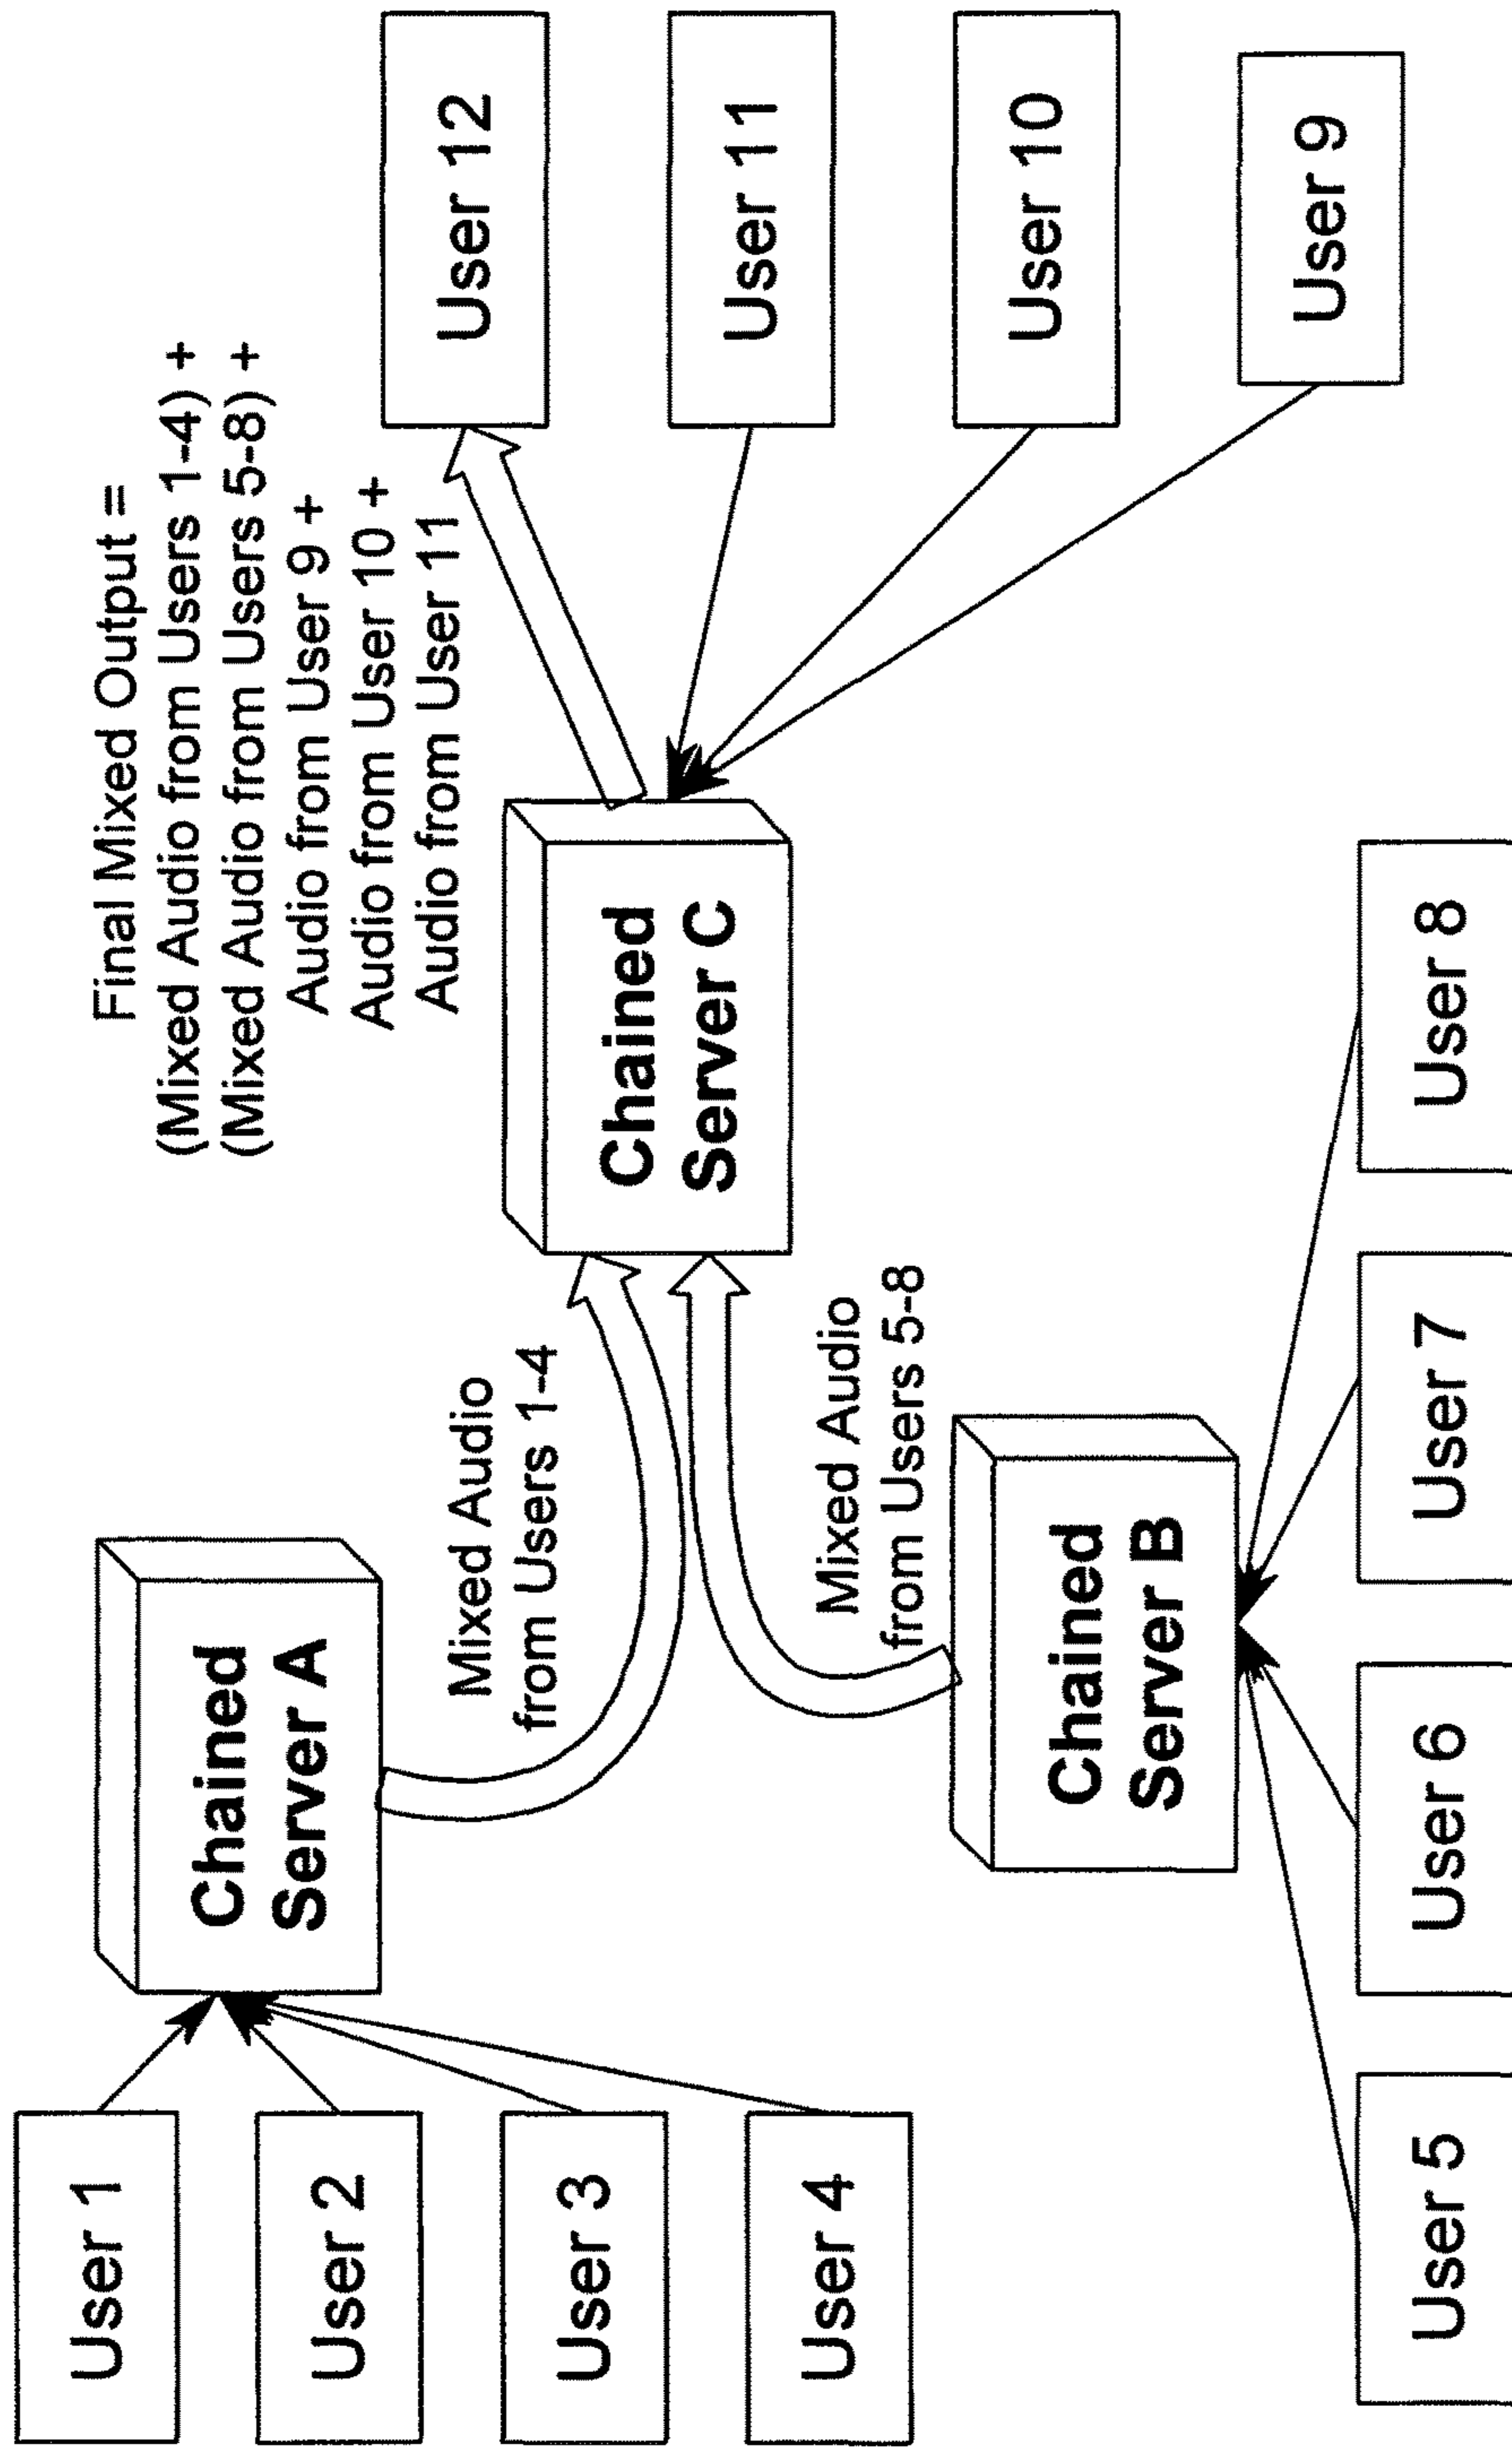 User 1
User 2
User 3
User 4
Chained
Server A
Mixed Audio
from Users 1-4
User 5
User 6
User 7
User 8
Chained
Server B
Mixed Audio
from Users 5-8
Chained
Server C
Final Mixed Output =
(Mixed Audio from Users 1-4) +
(Mixed Audio from Users 5-8) +
Audio from User 9 +
Audio from User 10 +
Audio from User 11
User 12
User 11
User 10
User 9